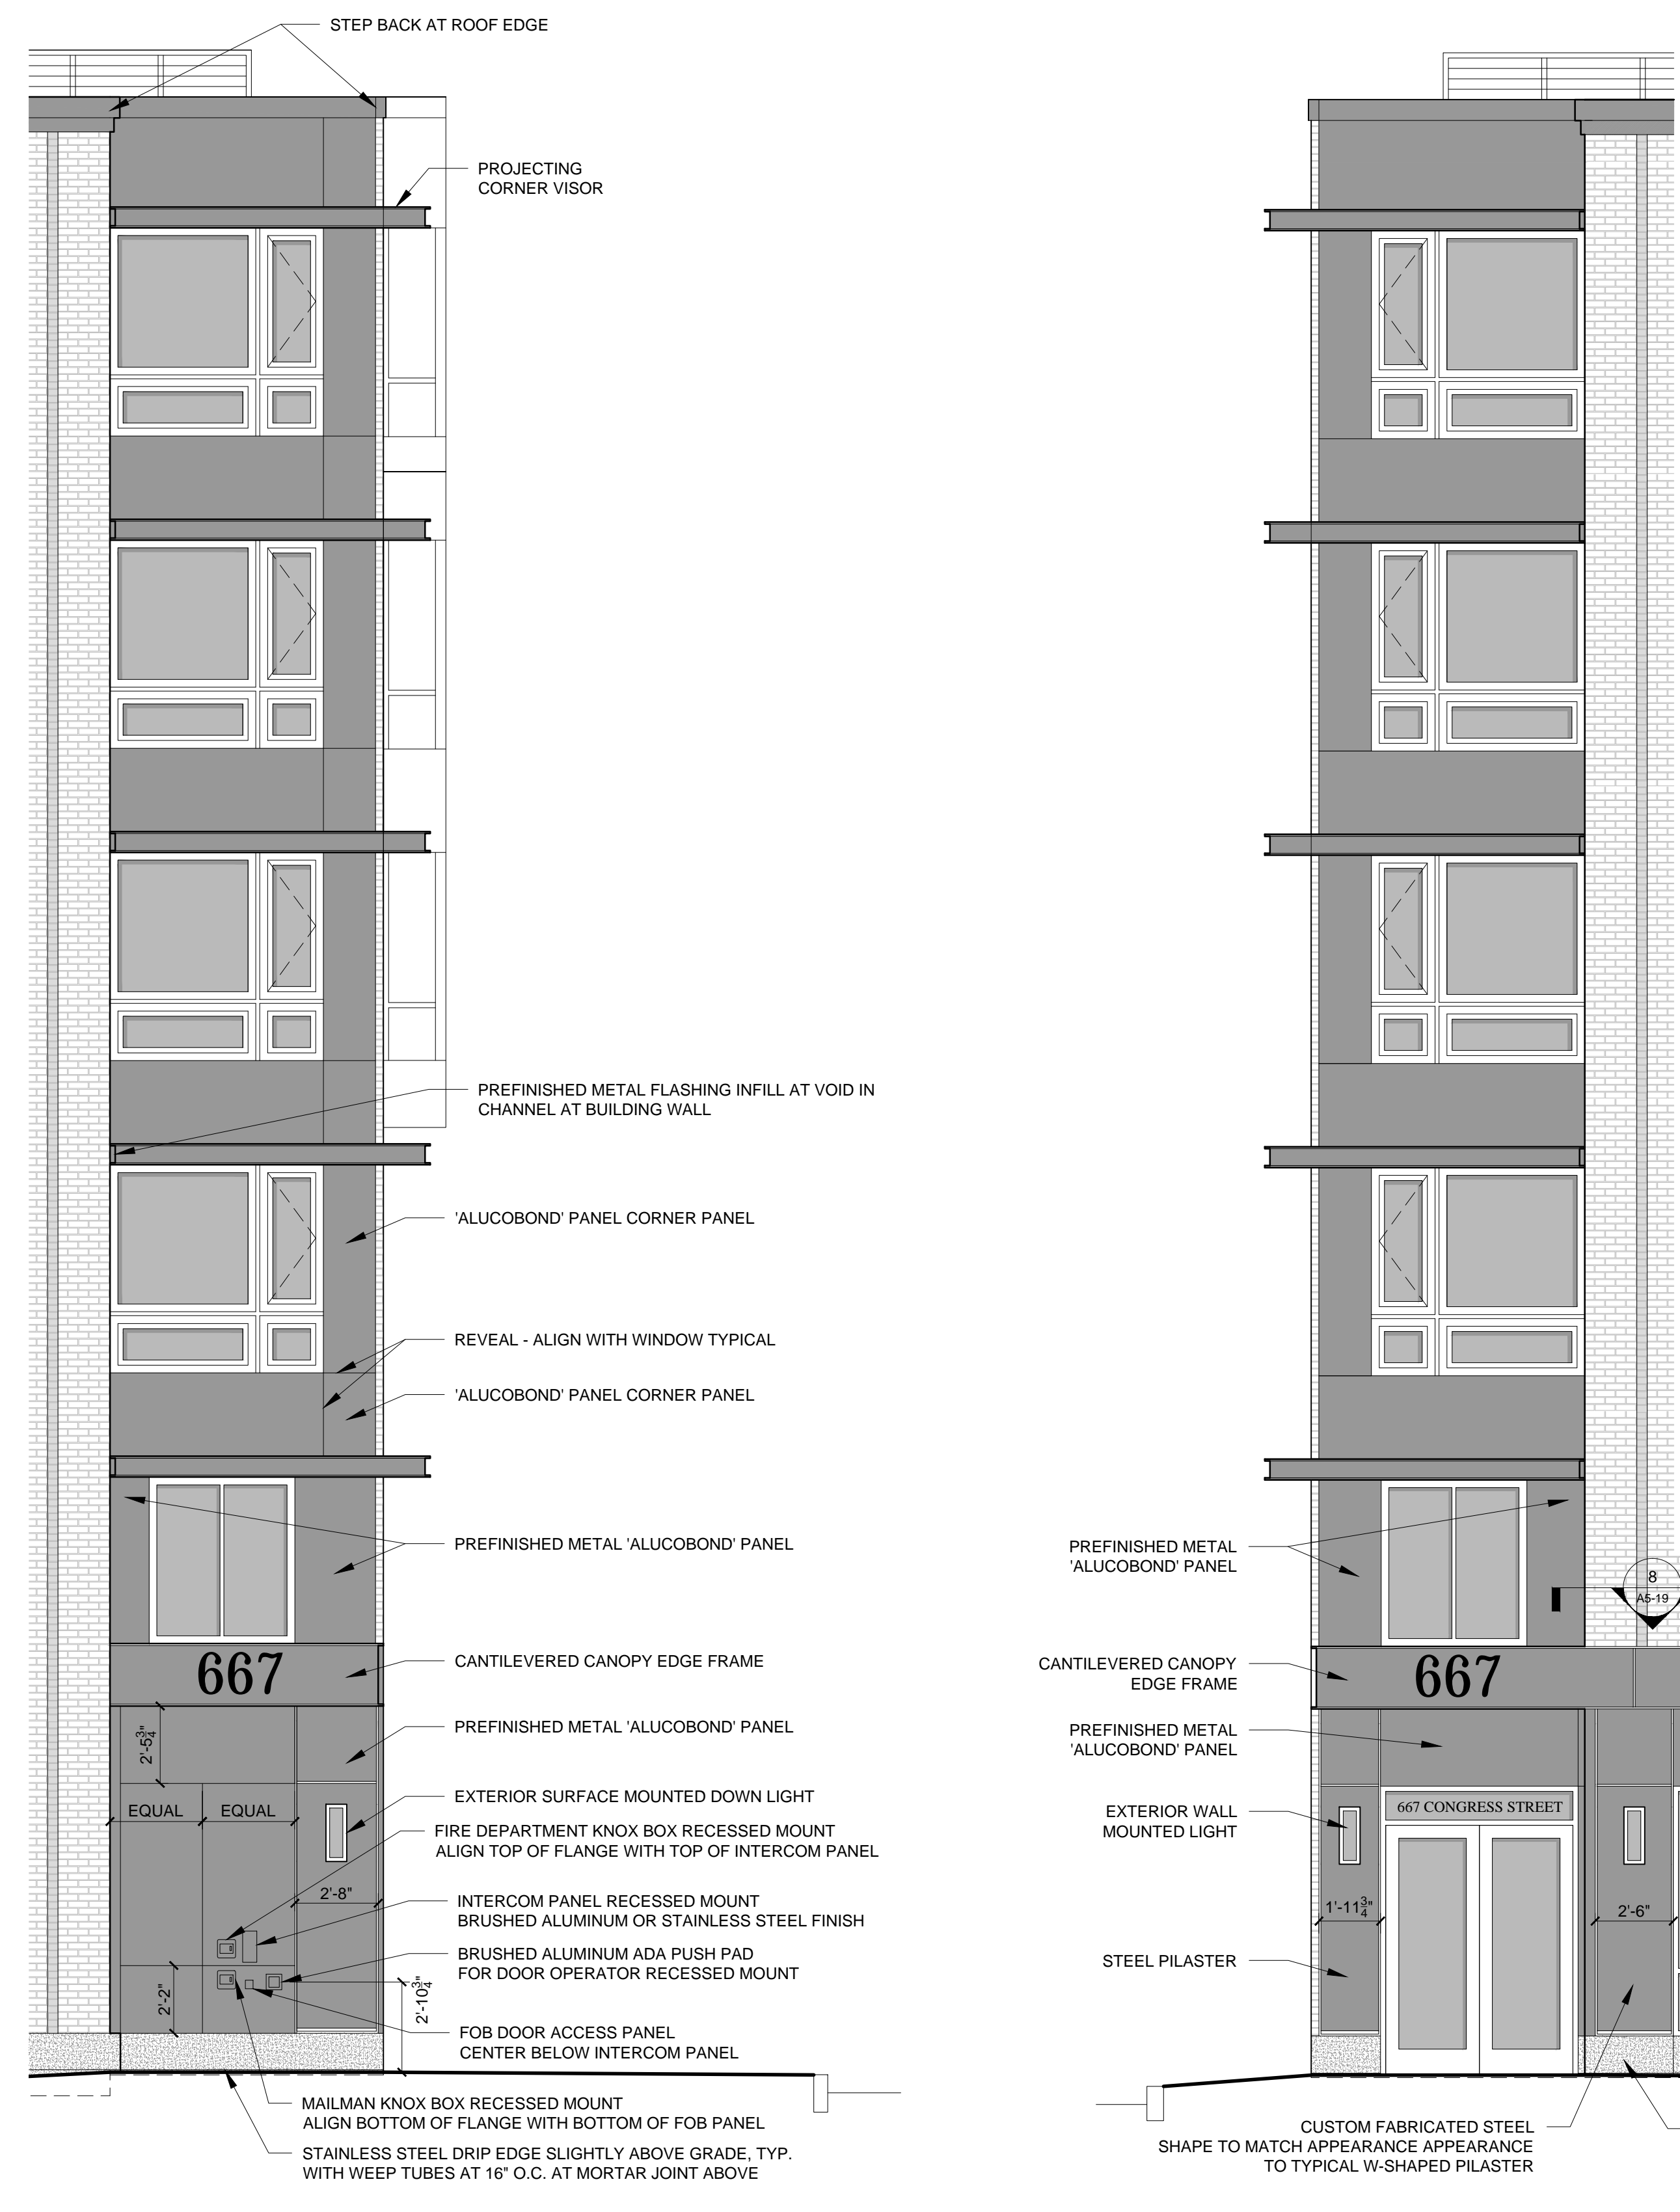 STEP BACK AT ROOF EDGE
PROJECTING
CORNER VISOR
PREFINISHED METAL FLASHING INFILL AT VOID IN
CHANNEL AT BUILDING WALL
'ALUCOBOND' PANEL CORNER PANEL
REVEAL - ALIGN WITH WINDOW TYPICAL
'ALUCOBOND' PANEL CORNER PANEL
PREFINISHED METAL 'ALUCOBOND' PANEL
667
CANTILEVERED CANOPY EDGE FRAME
2'-5¾"
PREFINISHED METAL 'ALUCOBOND' PANEL
EQUAL EQUAL
EXTERIOR SURFACE MOUNTED DOWN LIGHT
FIRE DEPARTMENT KNOX BOX RECESSED MOUNT
ALIGN TOP OF FLANGE WITH TOP OF INTERCOM PANEL
2'-8"
INTERCOM PANEL RECESSED MOUNT
BRUSHED ALUMINUM OR STAINLESS STEEL FINISH
BRUSHED ALUMINUM ADA PUSH PAD
FOR DOOR OPERATOR RECESSED MOUNT
2'-2"
2'-10¾"
FOB DOOR ACCESS PANEL
CENTER BELOW INTERCOM PANEL
MAILMAN KNOX BOX RECESSED MOUNT
ALIGN BOTTOM OF FLANGE WITH BOTTOM OF FOB PANEL
STAINLESS STEEL DRIP EDGE SLIGHTLY ABOVE GRADE, TYP.
WITH WEEP TUBES AT 16" O.C. AT MORTAR JOINT ABOVE
PREFINISHED METAL
'ALUCOBOND' PANEL
8
A5-19
CANTILEVERED CANOPY
EDGE FRAME
667
PREFINISHED METAL
'ALUCOBOND' PANEL
EXTERIOR WALL
MOUNTED LIGHT
667 CONGRESS STREET
1'-11¾"
2'-6"
STEEL PILASTER
CUSTOM FABRICATED STEEL
SHAPE TO MATCH APPEARANCE APPEARANCE
TO TYPICAL W-SHAPED PILASTER